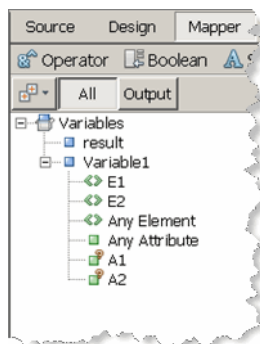 Source Design Mapper
Operator Boolean
All Output
Variables
result
Variable1
E1
E2
Any Element
Any Attribute
A1
A2